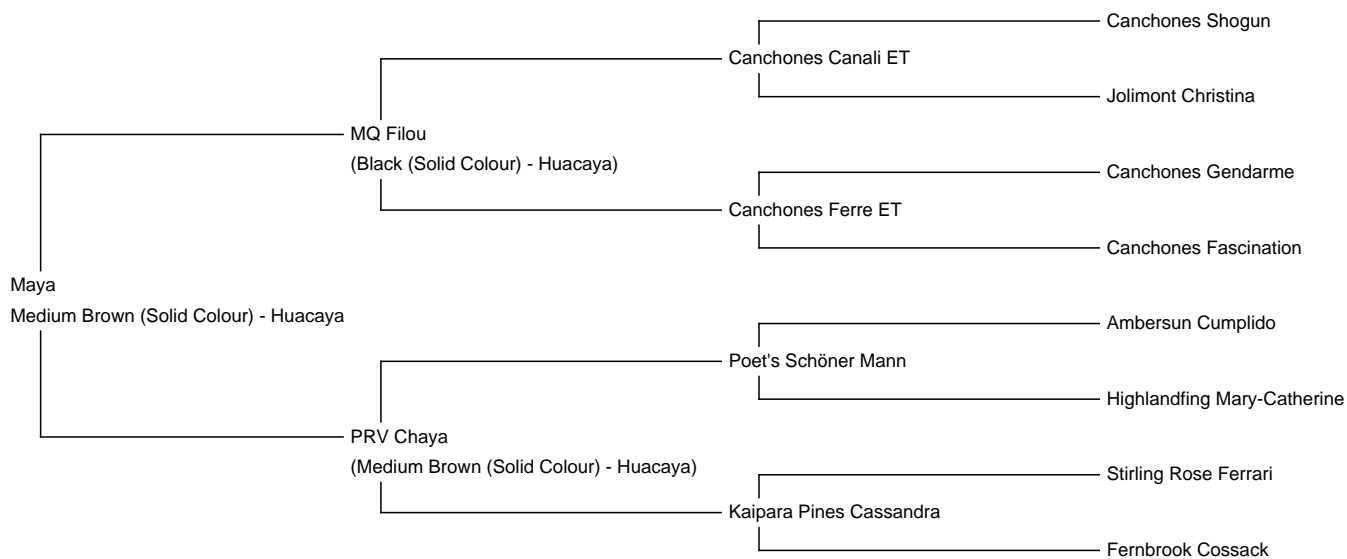 Canchones Shogun
Canchones Canali ET
Jolimont Christina
MQ Filou
(Black (Solid Colour) - Huacaya)
Canchones Gendarme
Canchones Ferre ET
Canchones Fascination
Maya
Medium Brown (Solid Colour) - Huacaya
Ambersun Cumplido
Poet's Schöner Mann
Highlandfing Mary-Catherine
PRV Chaya
(Medium Brown (Solid Colour) - Huacaya)
Stirling Rose Ferrari
Kaipara Pines Cassandra
Fernbrook Cossack